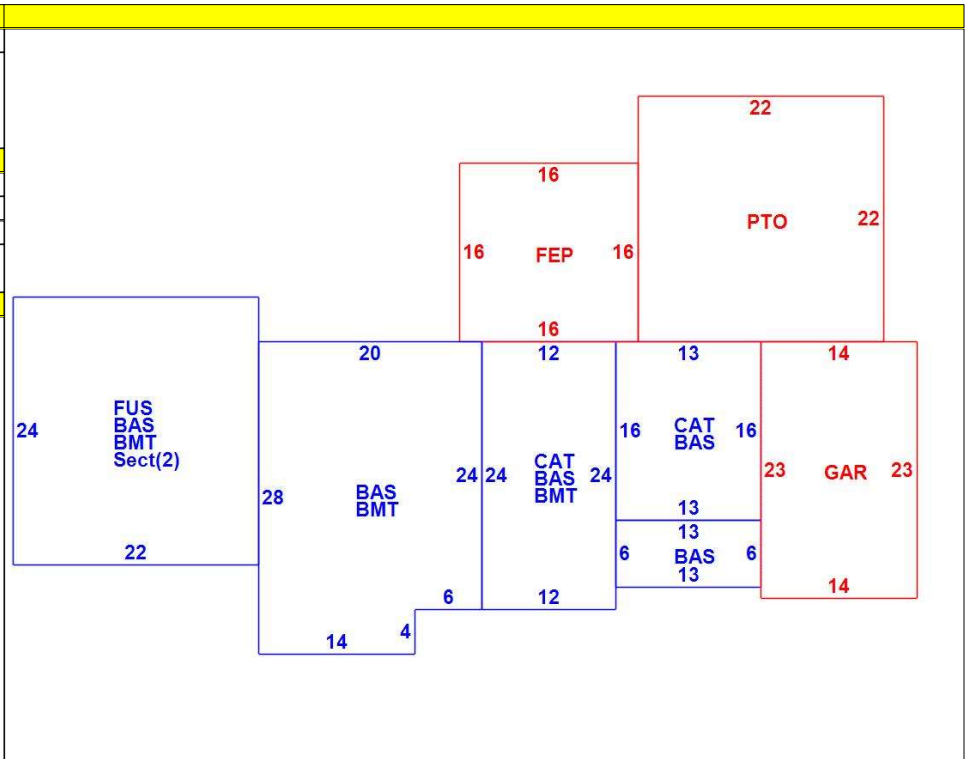 22
16
22
PTO
16
FEP
16
16
20
12
13
14
FUS
BAS
BMT
Sect(2)
24
22
28
BAS
BMT
24
6
4
14
24
CAT
BAS
BMT
24
12
16
CAT
BAS
16
13
13
6
BAS
6
13
23
GAR
23
14